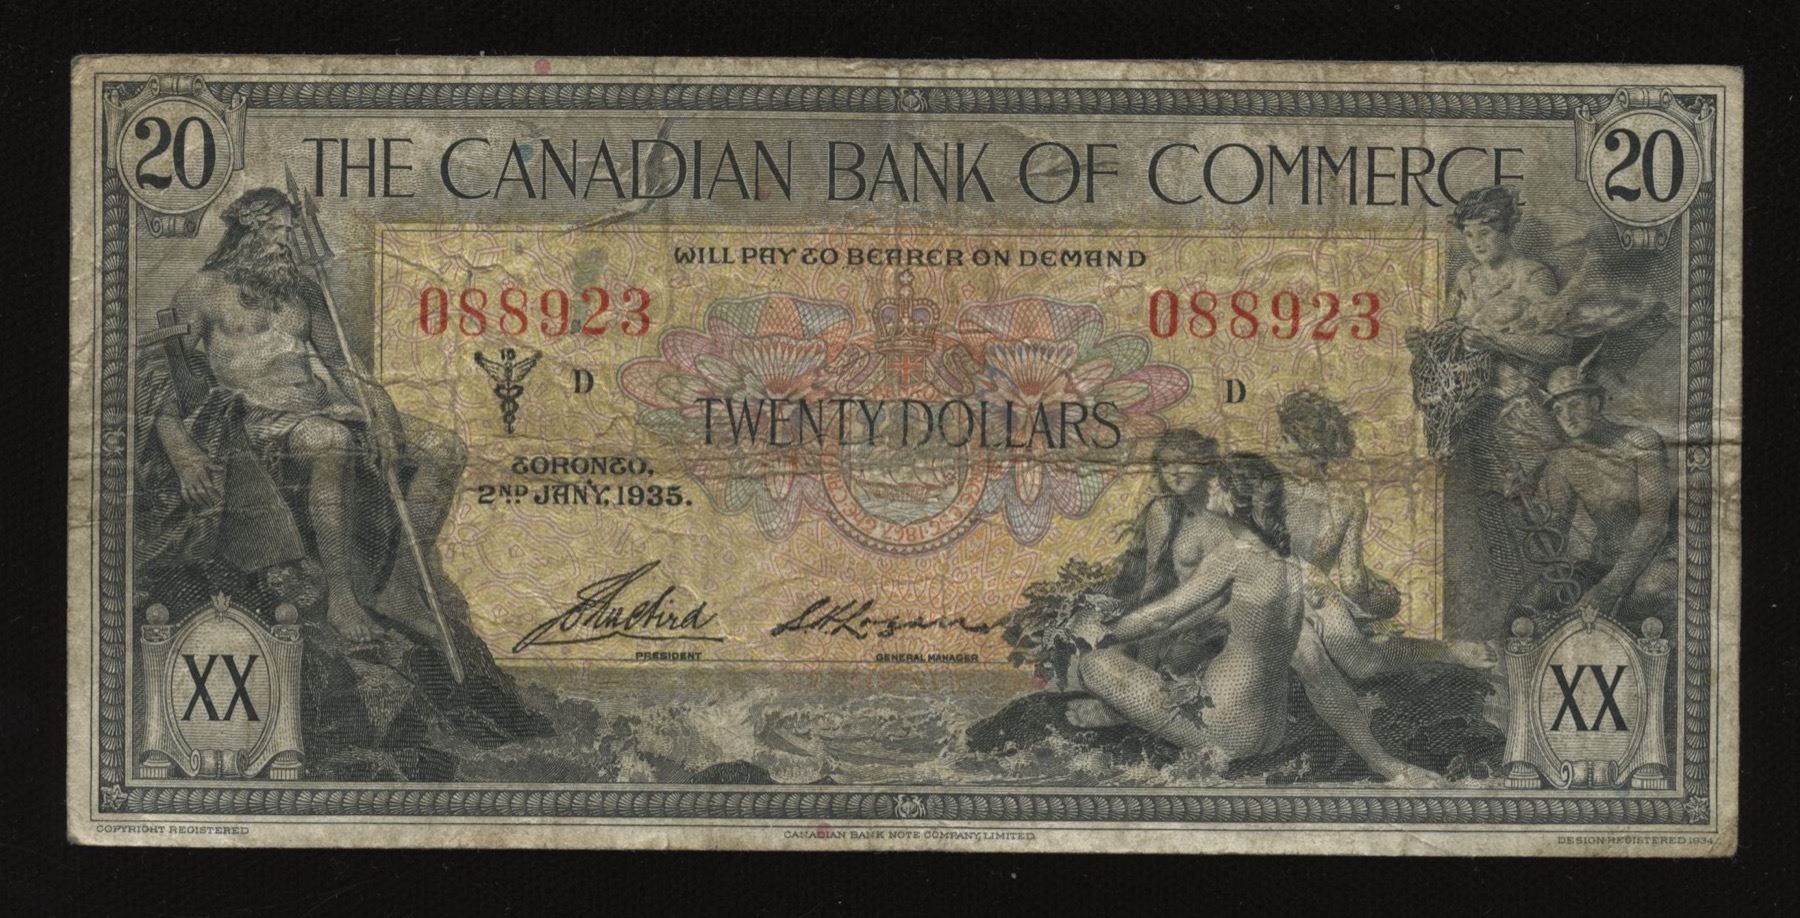 20 20
THE CANADIAN BANK OF COMMERCE
WILL PAY TO BEARER ON DEMAND
088923 088923
D D
TWENTY DOLLARS
TORONTO,
2ND JANY, 1935.
PRESIDENT GENERAL MANAGER
XX XX
COPYRIGHT REGISTERED CANADIAN BANK NOTE COMPANY, LIMITED DESIGN REGISTERED 1934